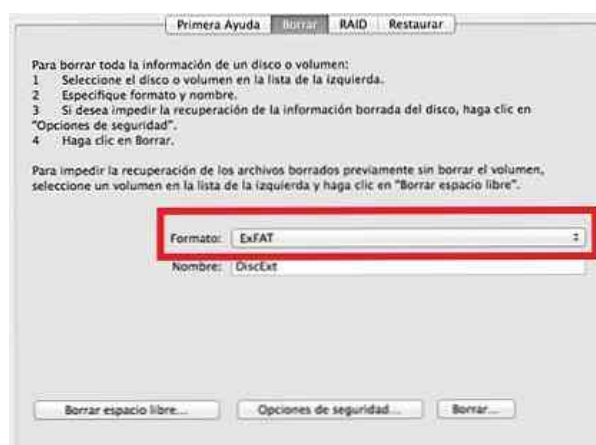 Primera Ayuda Borrar RAID Restaurar
Para borrar toda la información de un disco o volumen:
1 Seleccione el disco o volumen en la lista de la izquierda.
2 Especifique formato y nombre.
3 Si desea impedir la recuperación de la información borrada del disco, haga clic en
"Opciones de seguridad".
4 Haga clic en Borrar.
Para impedir la recuperación de los archivos borrados previamente sin borrar el volumen,
seleccione un volumen en la lista de la izquierda y haga clic en "Borrar espacio libre".
Formato: ExFAT
Nombre: DiscExt
Borrar espacio libre... Opciones de seguridad... Borrar...